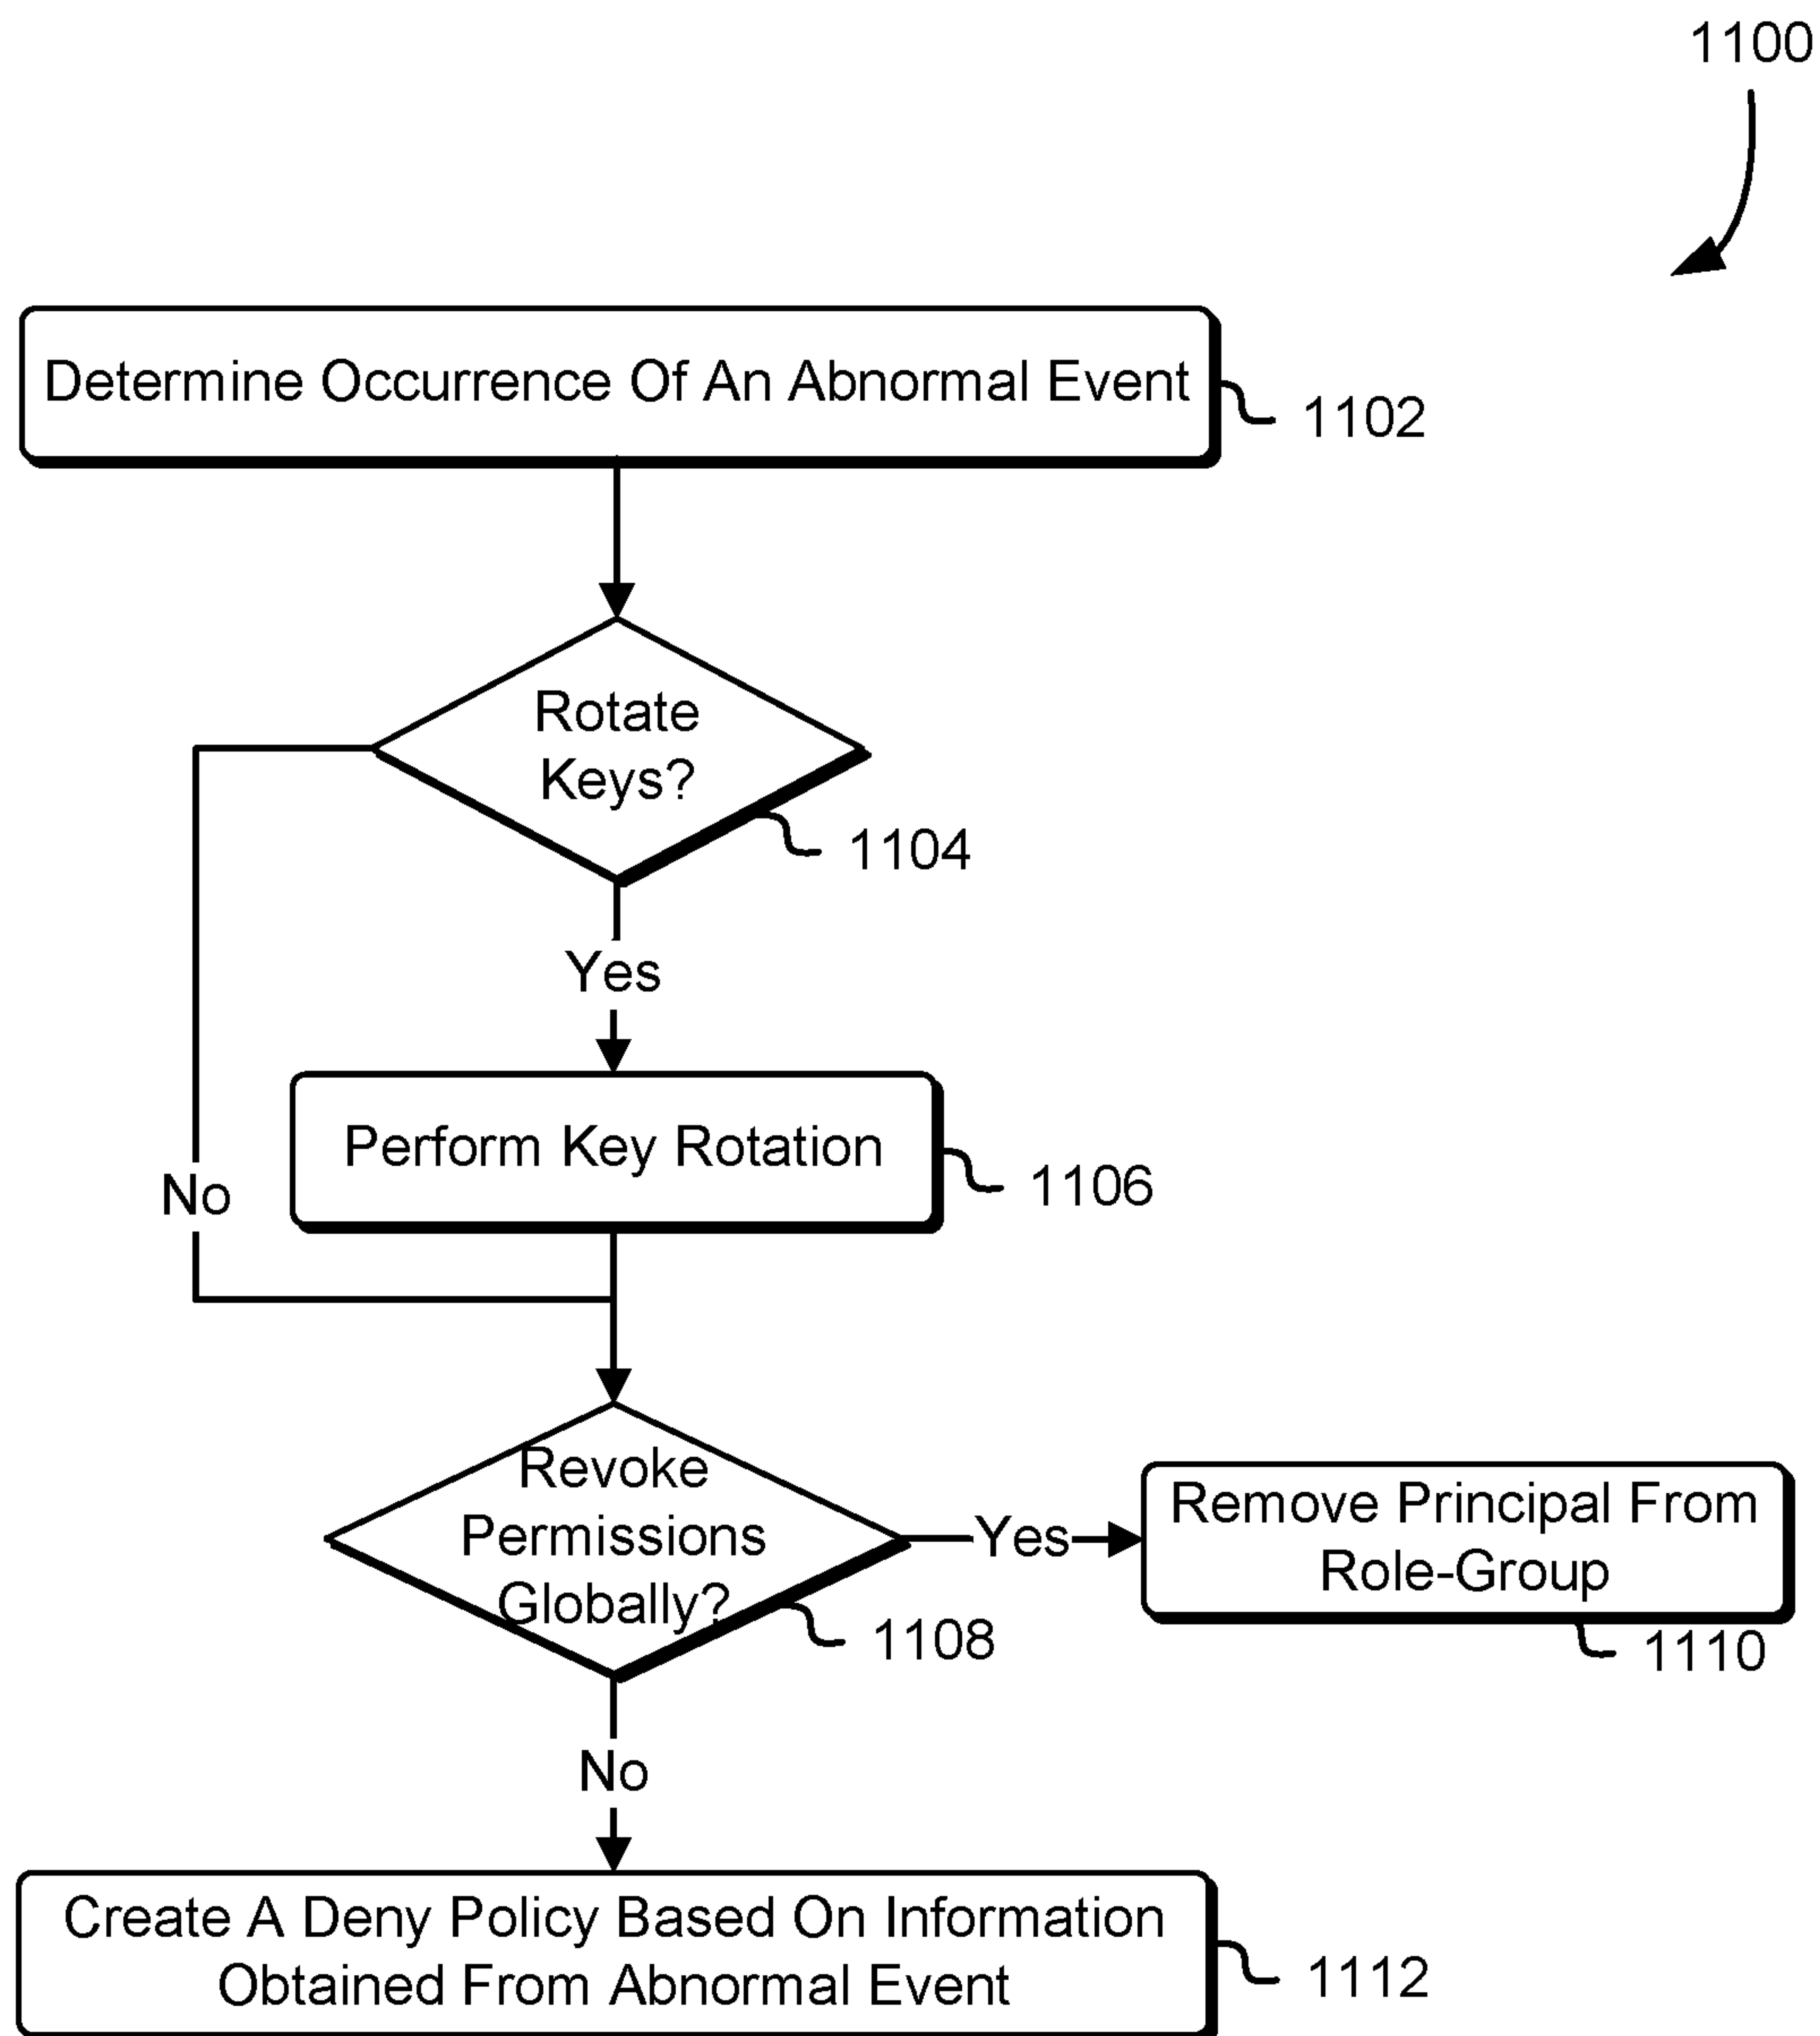 1100
Determine Occurrence Of An Abnormal Event
1102
Rotate
Keys?
1104
Yes
Perform Key Rotation
1106
No
Revoke
Permissions
Globally?
1108
Yes
Remove Principal From
Role-Group
1110
No
Create A Deny Policy Based On Information
Obtained From Abnormal Event
1112